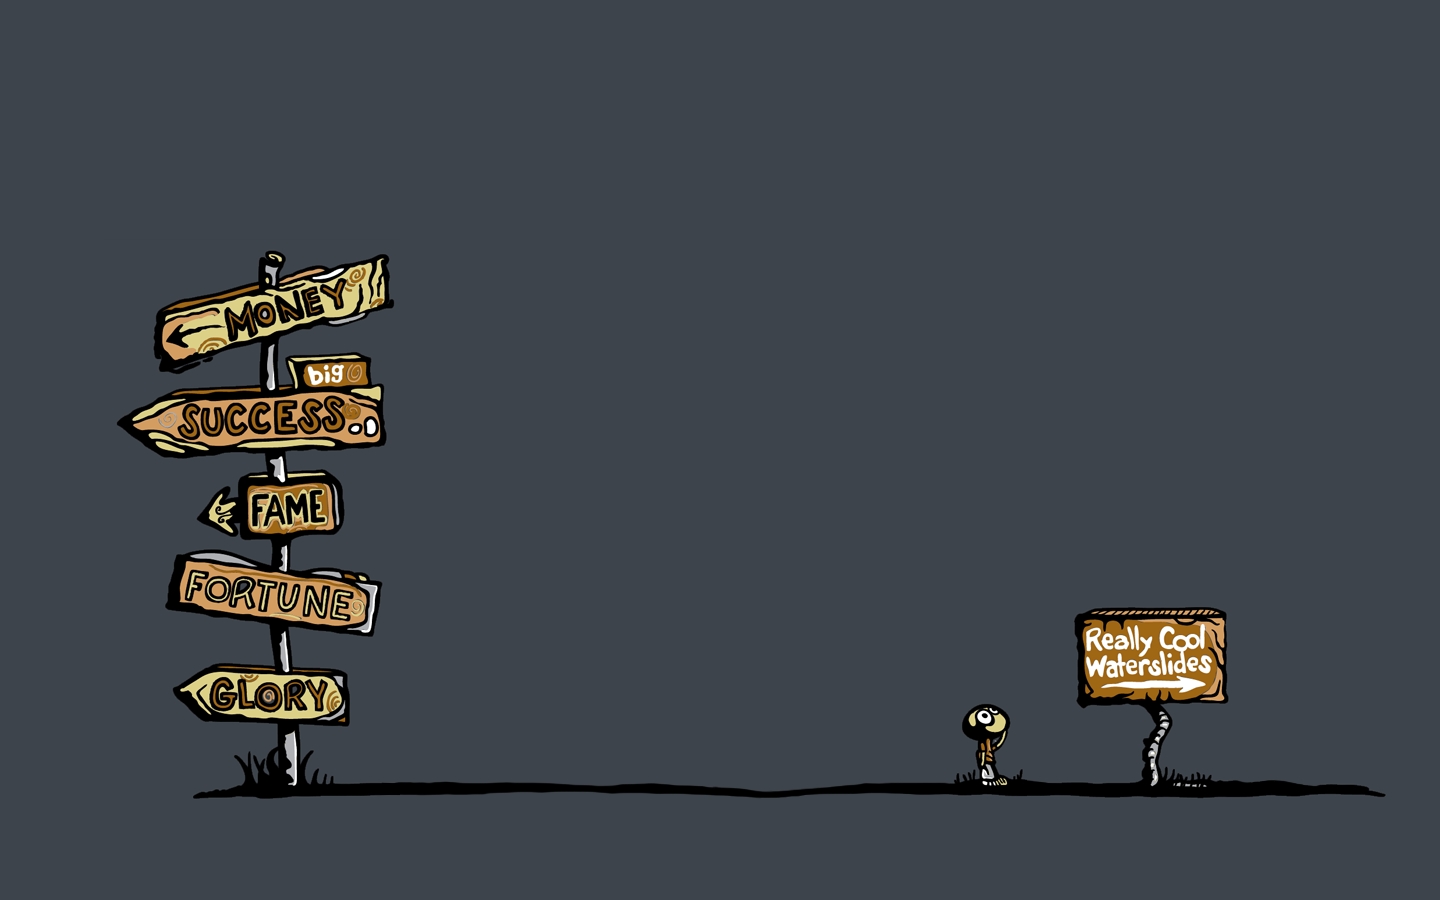 MONEY
big
SUCCESS
FAME
FORTUNE
GLORY
Really Cool
Waterslides